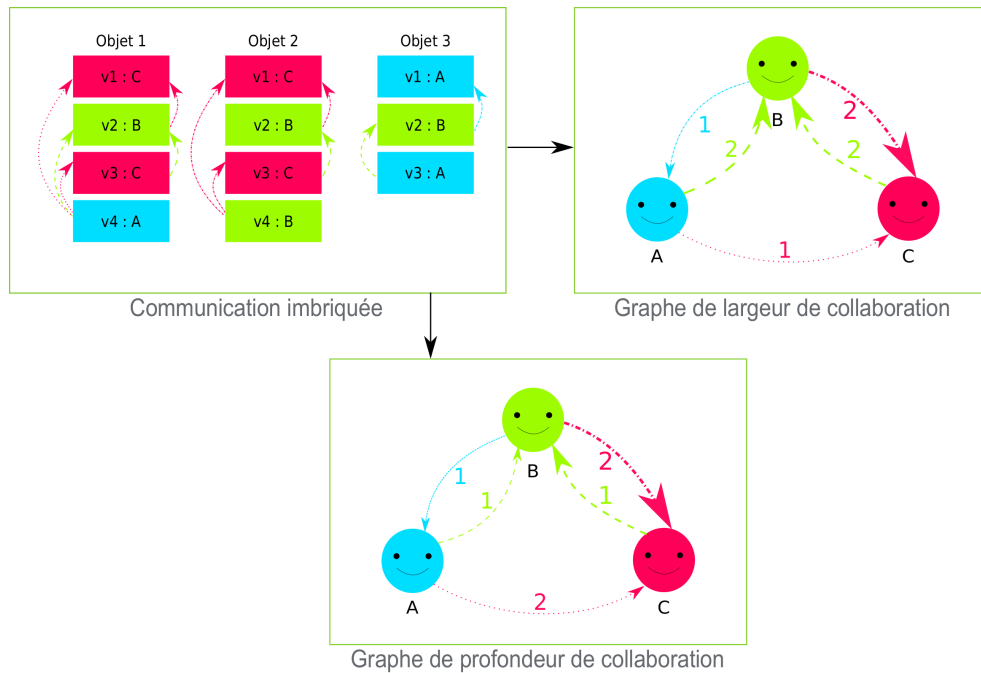 Objet 1
v1 : C
v2 : B
v3 : C
v4 : A
Objet 2
v1 : C
v2 : B
v3 : C
v4 : B
Objet 3
v1 : A
v2 : B
v3 : A
Communication imbriquée
B
1
2
2
2
A
1
C
Graphe de largeur de collaboration
B
1
1
1
2
A
2
C
Graphe de profondeur de collaboration